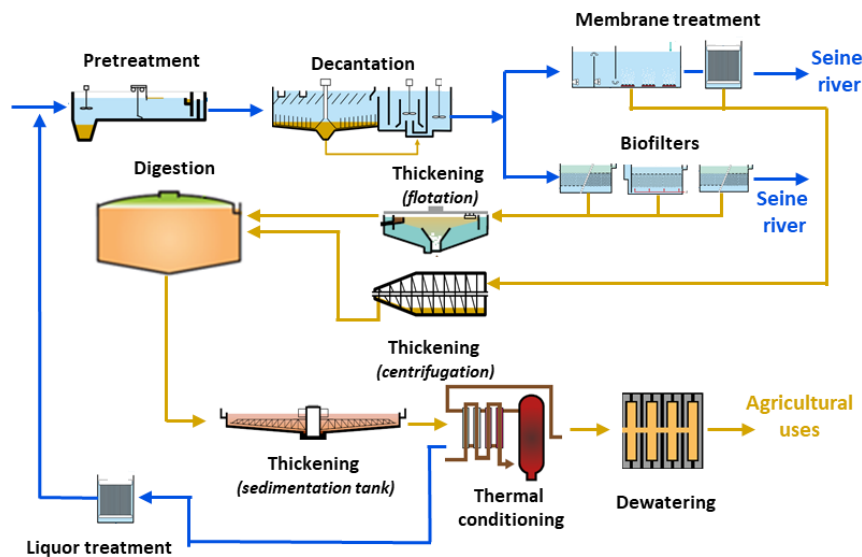 Membrane treatment
Pretreatment
Decantation
Seine
river
Digestion
Thickening
(flotation)
Biofilters
Seine
river
Thickening
(centrifugation)
Agricultural
uses
Thickening
(sedimentation tank)
Thermal
conditioning
Dewatering
Liquor treatment